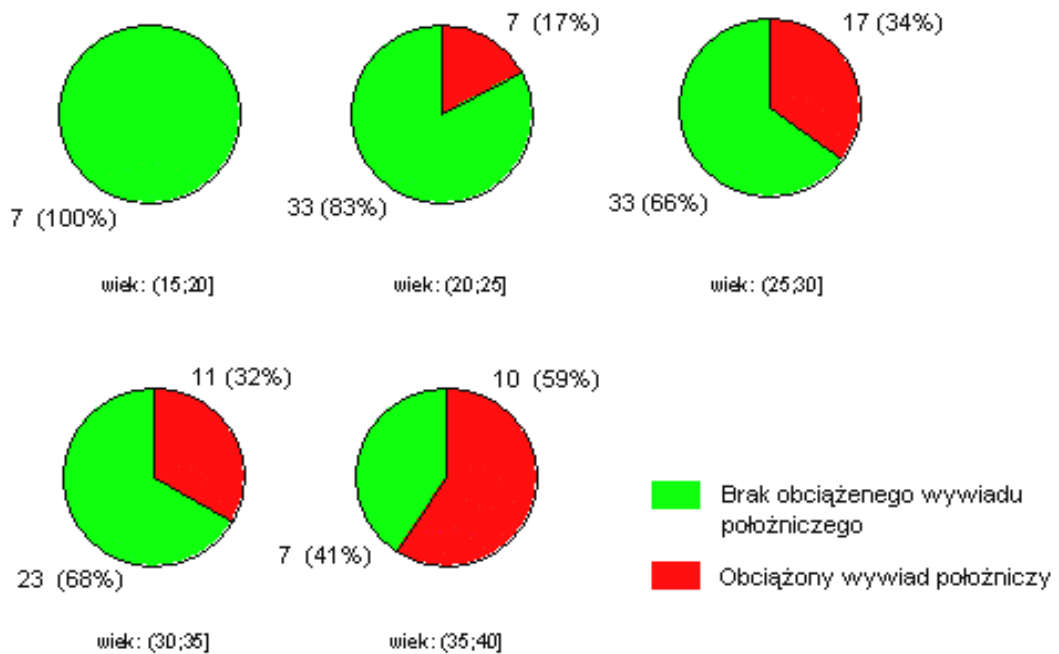 7 (17%)
17 (34%)
7 (100%)
33 (83%)
33 (66%)
wiek: (15;20]
wiek: (20;25]
wiek: (25;30]
11 (32%)
10 (59%)
23 (68%)
7 (41%)
wiek: (30;35]
wiek: (35;40]
Brak obciążenego wywiadu
położniczego
Obciążony wywiad położniczy